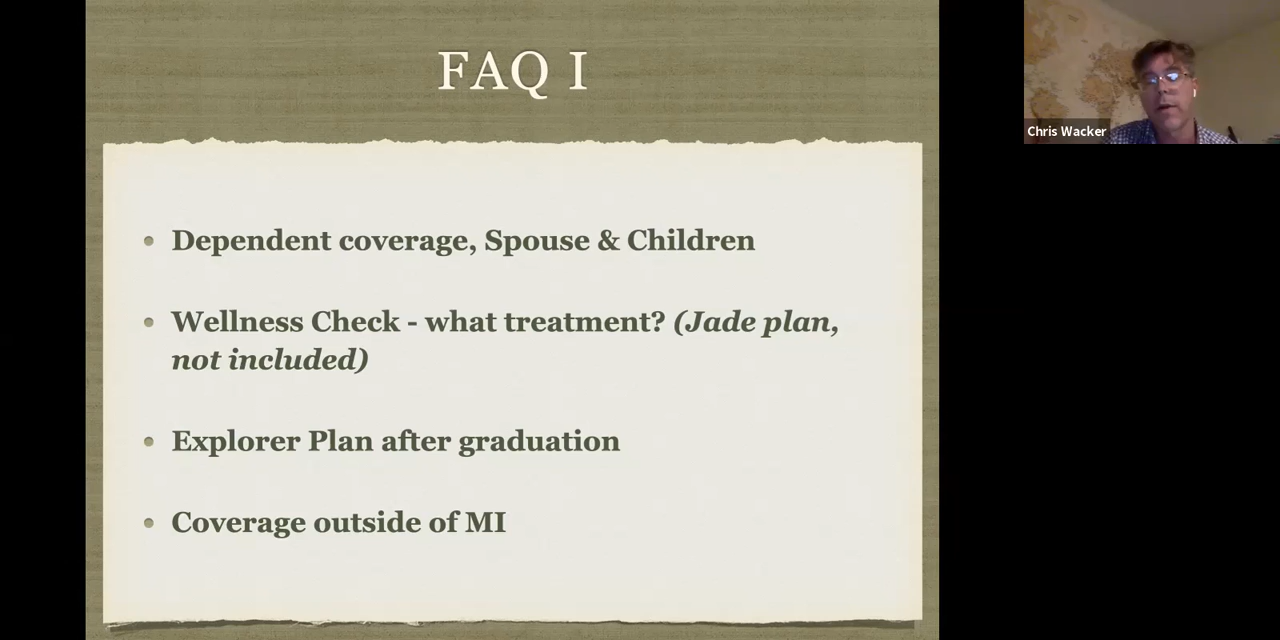 FAQ I
Chris Wacker
• Dependent coverage, Spouse & Children
• Wellness Check - what treatment? (Jade plan,
not included)
• Explorer Plan after graduation
• Coverage outside of MI